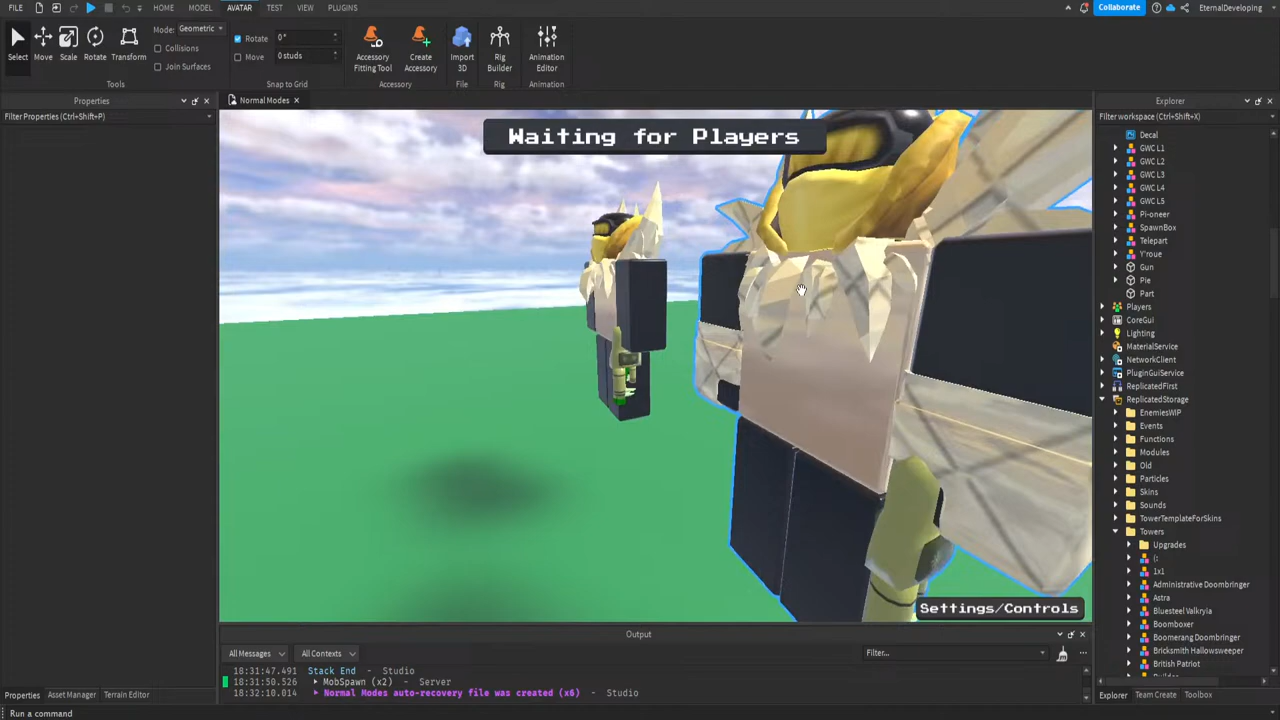 FILE HOME MODEL AVATAR TEST VIEW PLUGINS Collaborate EternalDeveloping
Select Move Scale Rotate Transform
Mode: Geometric
Collisions
Join Surfaces
Tools
Rotate 0°
Move 0 studs
Snap to Grid
Accessory Fitting Tool
Create Accessory
Accessory
Import 3D
File
Rig Builder
Rig
Animation Editor
Animation
Properties
Filter Properties (Ctrl+Shift+P)
Normal Modes
Waiting for Players
Settings/Controls
Explorer
Filter workspace (Ctrl+Shift+X)
Decal
GWC L1
GWC L2
GWC L3
GWC L4
GWC L5
Pi-oneer
SpawnBox
Telepart
Y'roue
Gun
Pie
Part
Players
CoreGui
Lighting
MaterialService
NetworkClient
PluginGuiService
ReplicatedFirst
ReplicatedStorage
EnemiesWIP
Events
Functions
Modules
Old
Particles
Skins
Sounds
TowerTemplateForSkins
Towers
Upgrades
(:
1x1
Administrative Doombringer
Astra
Bluesteel Valkryia
Boomboxer
Boomerang Doombringer
Bricksmith Hallowsweeper
British Patriot
Output
All Messages All Contexts Filter...
18:31:47.491 Stack End - Studio
18:31:50.526 MobSpawn (x2) - Server
18:32:10.014 Normal Modes auto-recovery file was created (x6) - Studio
Properties Asset Manager Terrain Editor
Explorer Team Create Toolbox
Run a command